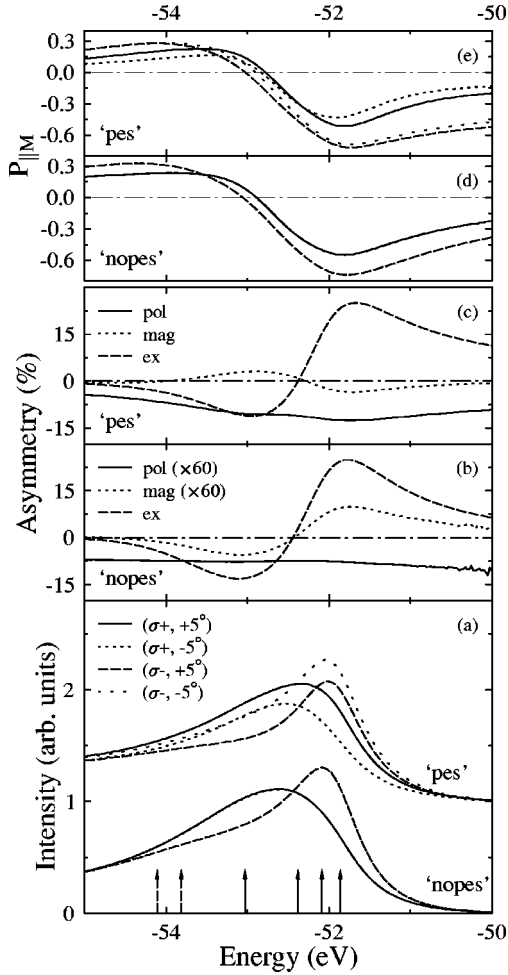 -54 -52 -50
0.3
0.0
-0.3
-0.6
(e)
'pes'
P||M
0.3
0.0
-0.3
-0.6
(d)
'nopes'
15
0
-15
pol
mag
ex
(c)
'pes'
Asymmetry (%)
15
0
-15
pol (×60)
mag (×60)
ex
(b)
'nopes'
(σ+, +5°)
(σ+, -5°)
(σ-, +5°)
(σ-, -5°)
(a)
Intensity (arb. units)
2
1
0
'pes'
'nopes'
-54 -52 -50
Energy (eV)